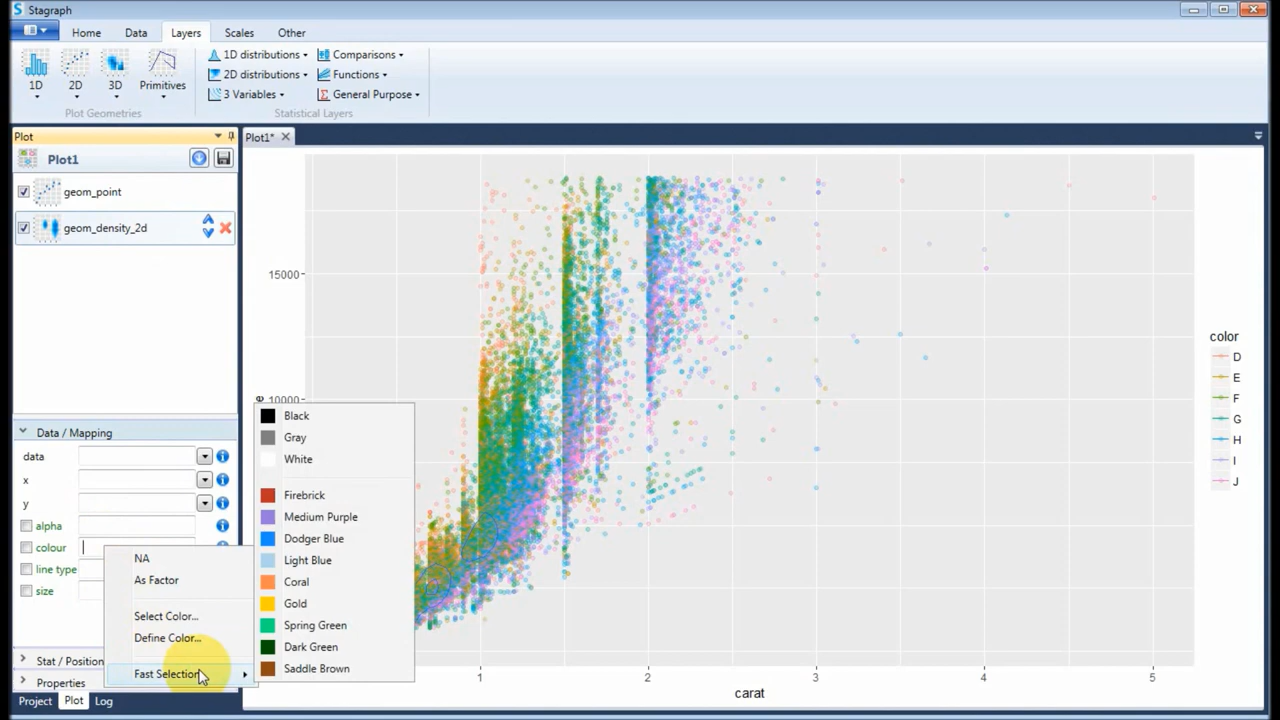 Stagraph
Home Data Layers Scales Other
1D 2D 3D Primitives
Plot Geometries
1D distributions Comparisons
2D distributions Functions
3 Variables General Purpose
Statistical Layers
Plot
Plot1
geom_point
geom_density_2d
Data / Mapping
data
x
y
alpha
colour
line type
size
Stat / Position
Properties
Project Plot Log
NA
As Factor
Select Color...
Define Color...
Fast Selection
Black
Gray
White
Firebrick
Medium Purple
Dodger Blue
Light Blue
Coral
Gold
Spring Green
Dark Green
Saddle Brown
Plot1*
15000
10000
e
1 2 3 4 5
carat
color
D
E
F
G
H
I
J